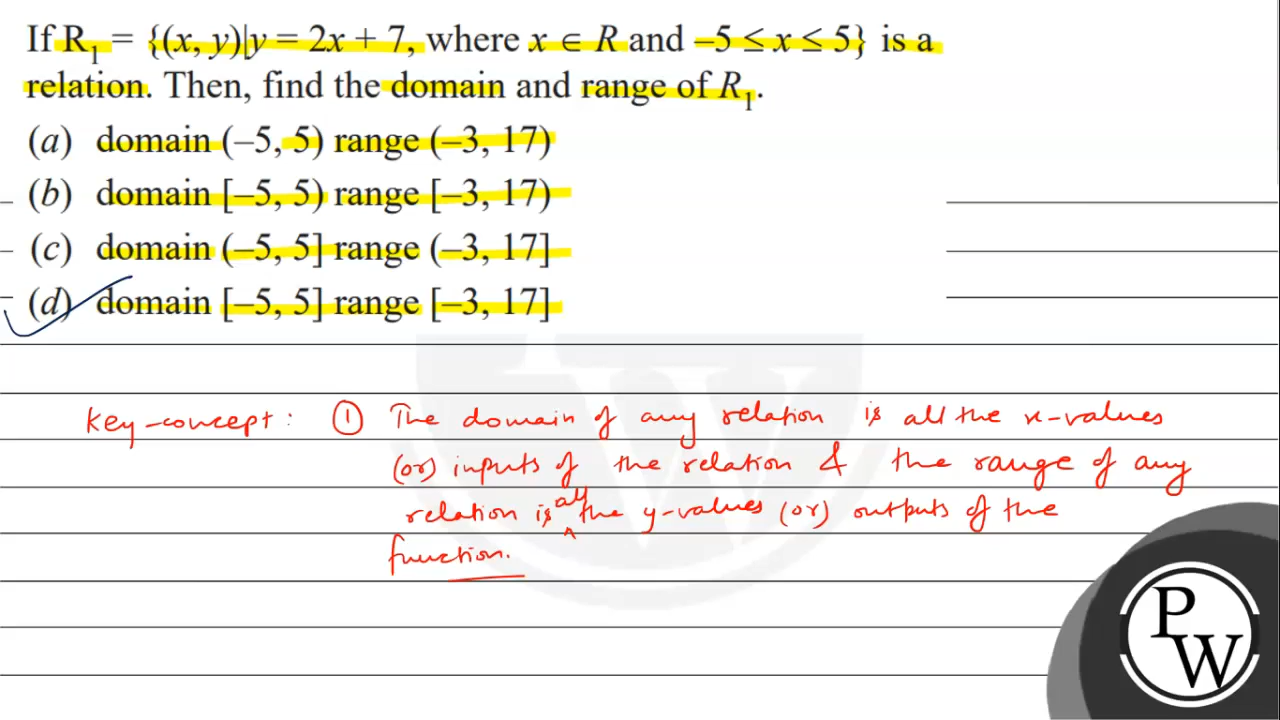 If R₁ = {(x, y)|y = 2x + 7, where x ∈ R and –5 ≤ x ≤ 5} is a
relation. Then, find the domain and range of R₁.
(a) domain (–5, 5) range (–3, 17)
(b) domain [–5, 5) range [–3, 17)
(c) domain (–5, 5] range (–3, 17]
(d) domain [–5, 5] range [–3, 17]
Key-concept: ① The domain of any relation is all the x-values
(or) inputs of the relation & the range of any
relation is all the y-values (or) outputs of the
function.
P
W